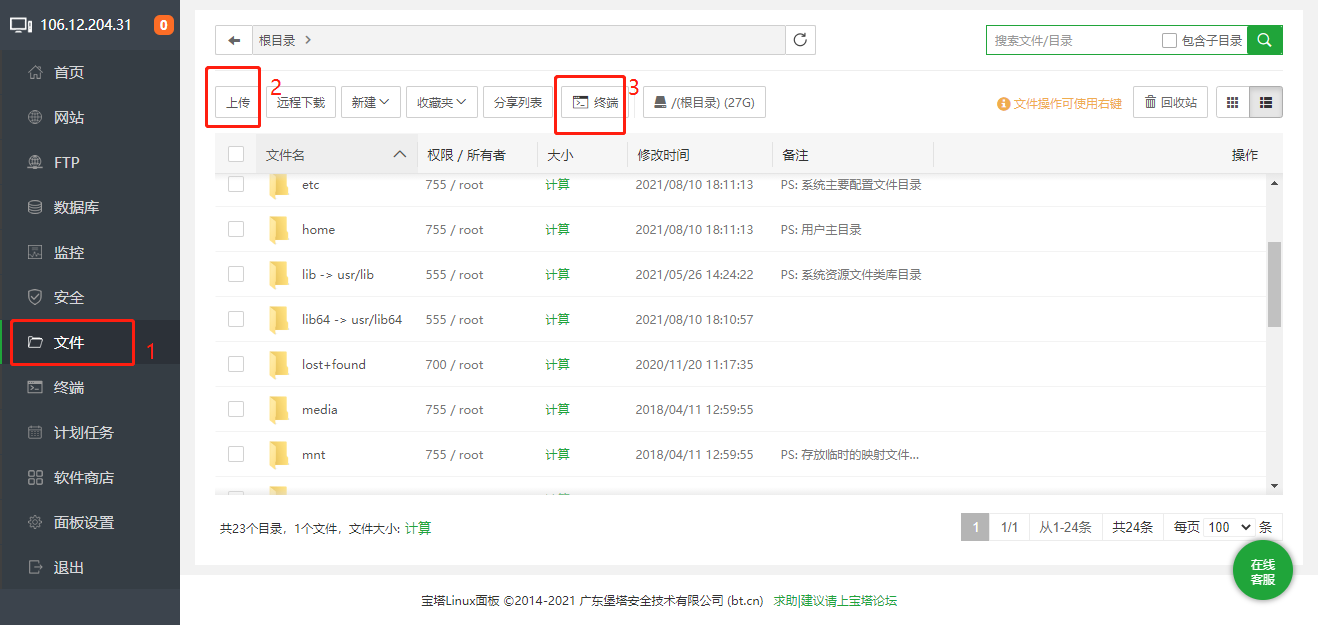 106.12.204.31 0
首页
网站
FTP
数据库
监控
安全
文件 1
终端
计划任务
软件商店
面板设置
退出
根目录
搜索文件/目录 包含子目录
上传 2 远程下载 新建 收藏夹 分享列表 终端 3 /(根目录) (27G) 文件操作可使用右键 回收站
文件名 权限 / 所有者 大小 修改时间 备注 操作
etc 755 / root 计算 2021/08/10 18:11:13 PS: 系统主要配置文件目录
home 755 / root 计算 2021/08/10 18:11:13 PS: 用户主目录
lib -> usr/lib 555 / root 计算 2021/05/26 14:24:22 PS: 系统资源文件类库目录
lib64 -> usr/lib64 555 / root 计算 2021/08/10 18:10:57
lost+found 700 / root 计算 2020/11/20 11:17:35
media 755 / root 计算 2018/04/11 12:59:55
mnt 755 / root 计算 2018/04/11 12:59:55 PS: 存放临时的映射文件...
共23个目录，1个文件，文件大小: 计算
1 1/1 从1-24条 共24条 每页 100 条
在线
客服
宝塔Linux面板 ©2014-2021 广东堡塔安全技术有限公司 (bt.cn) 求助|建议请上宝塔论坛